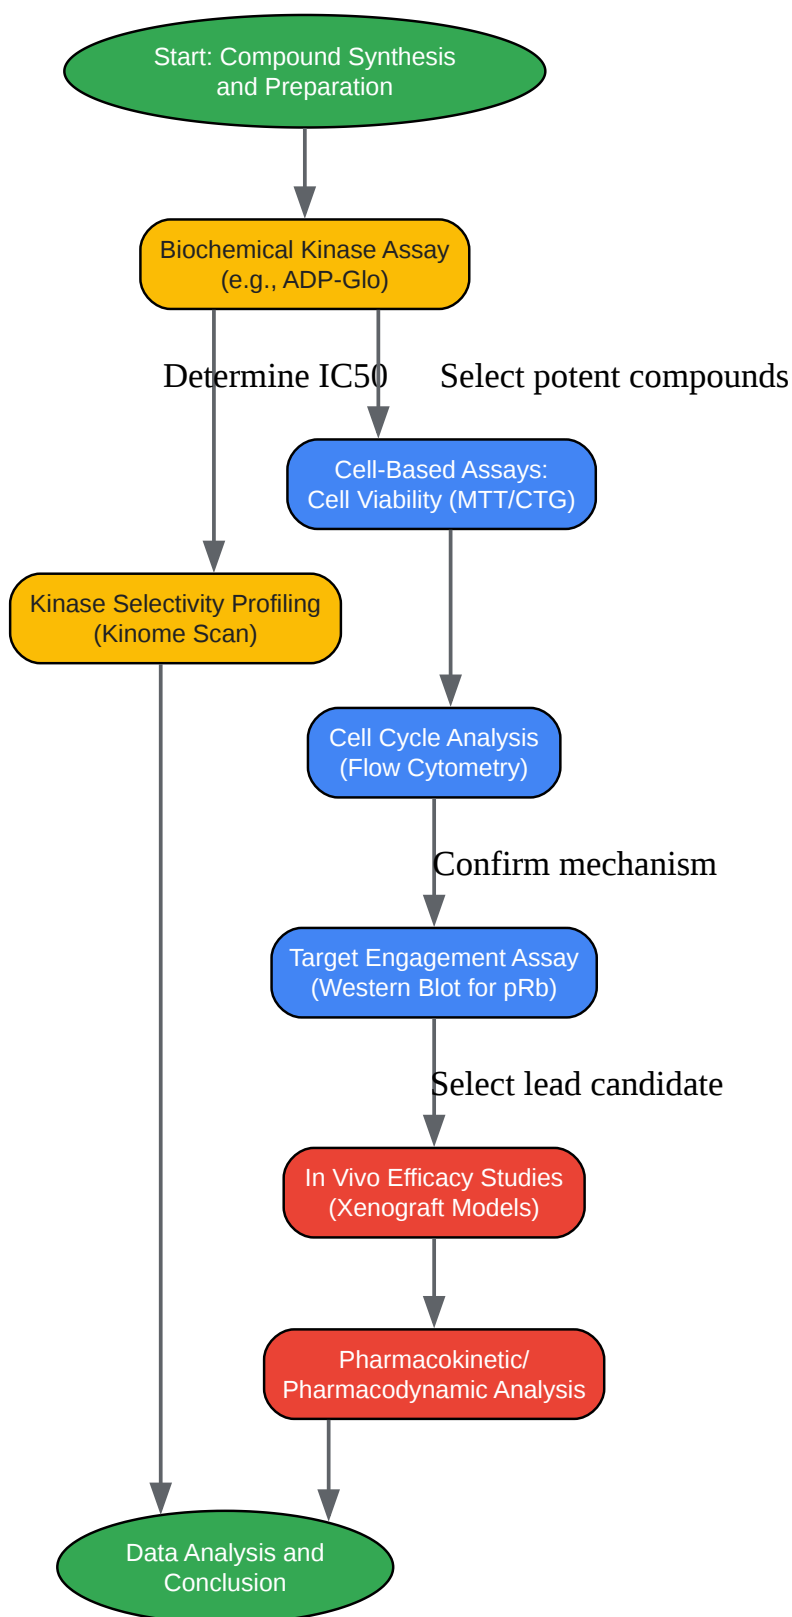 Start: Compound Synthesis
and Preparation
Biochemical Kinase Assay
(e.g., ADP-Glo)
Determine IC50
Select potent compounds
Cell-Based Assays:
Cell Viability (MTT/CTG)
Kinase Selectivity Profiling
(Kinome Scan)
Cell Cycle Analysis
(Flow Cytometry)
Confirm mechanism
Target Engagement Assay
(Western Blot for pRb)
Select lead candidate
In Vivo Efficacy Studies
(Xenograft Models)
Pharmacokinetic/
Pharmacodynamic Analysis
Data Analysis and
Conclusion